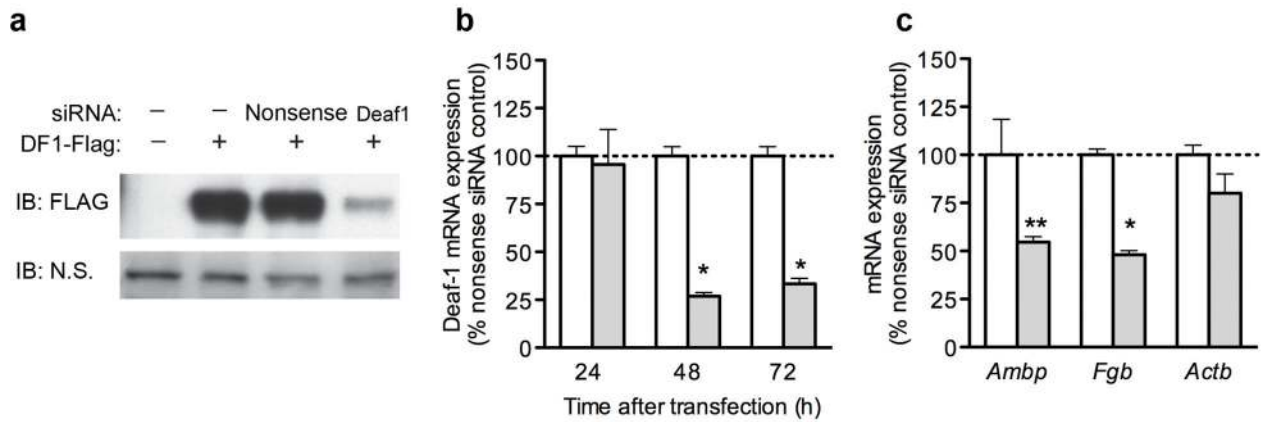 a
siRNA: – – Nonsense Deaf1
DF1-Flag: – + + +
IB: FLAG
IB: N.S.
b
Deaf-1 mRNA expression
(% nonsense siRNA control)
150
125
100
75
50
25
0
*
*
24 48 72
Time after transfection (h)
c
mRNA expression
(% nonsense siRNA control)
150
125
100
75
50
25
0
**
*
Ambp Fgb Actb